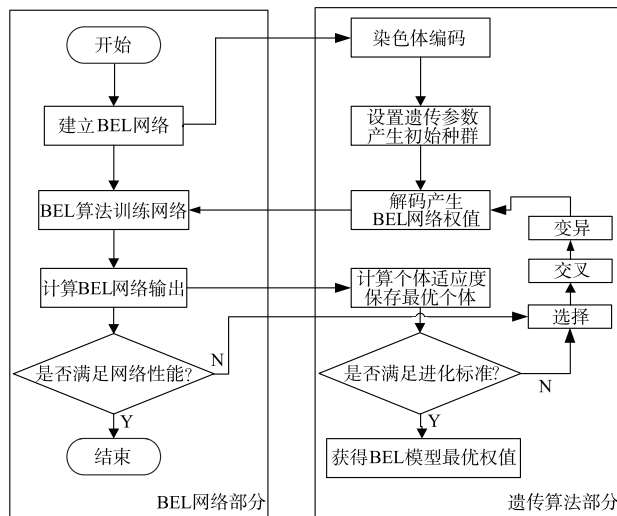 开始
建立BEL网络
BEL算法训练网络
计算BEL网络输出
是否满足网络性能?
N
Y
结束
BEL网络部分
染色体编码
设置遗传参数
产生初始种群
解码产生
BEL网络权值
变异
交叉
选择
计算个体适应度
保存最优个体
是否满足进化标准?
N
Y
获得BEL模型最优权值
遗传算法部分